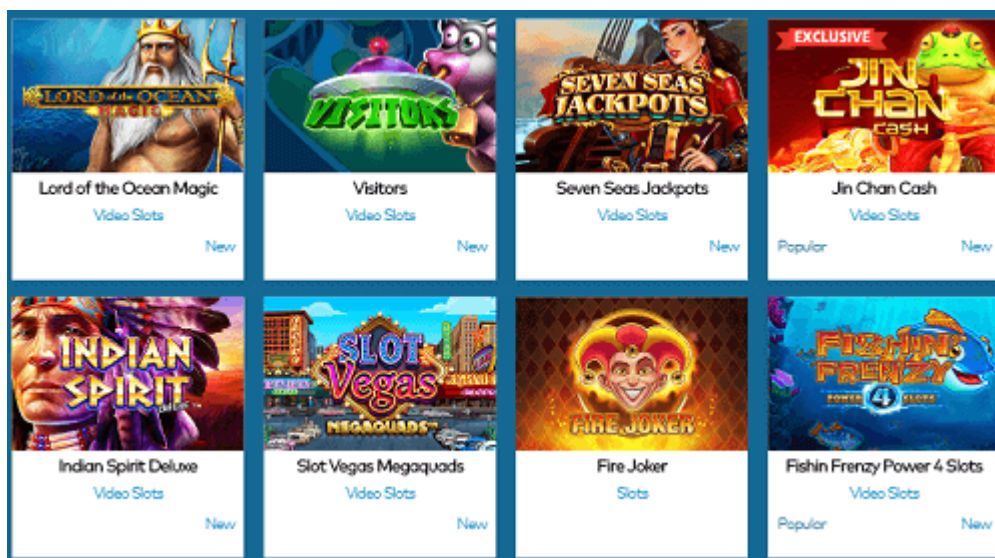 LORD of the OCEAN
MAGIC
Lord of the Ocean Magic
Video Slots
New
VISITORS
Visitors
Video Slots
New
SEVEN SEAS
JACKPOTS
Seven Seas Jackpots
Video Slots
New
EXCLUSIVE
JIN
CHAN
CASH
Jin Chan Cash
Video Slots
Popular New
INDIAN
SPIRIT
DELUXE™
Indian Spirit Deluxe
Video Slots
New
SLOT
Vegas
MEGAQUADS™
Slot Vegas Megaquads
Video Slots
New
FIRE JOKER
Fire Joker
Slots
FISHIN'
FRENZY
POWER 4 SLOTS
Fishin Frenzy Power 4 Slots
Video Slots
Popular New